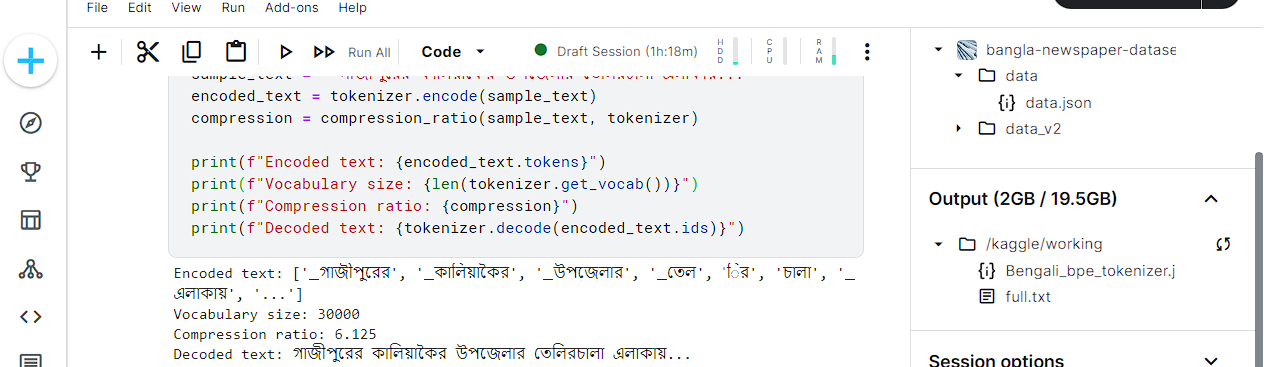 File Edit View Run Add-ons Help
Run All Code Draft Session (1h:18m) HDD CPU RAM
encoded_text = tokenizer.encode(sample_text)
compression = compression_ratio(sample_text, tokenizer)
print(f"Encoded text: {encoded_text.tokens}")
print(f"Vocabulary size: {len(tokenizer.get_vocab())}")
print(f"Compression ratio: {compression}")
print(f"Decoded text: {tokenizer.decode(encoded_text.ids)}")
Encoded text: ['_গাজীপুরের', '_কালিয়াকৈর', '_উপজেলার', '_তেল', 'ির', 'চালা', '_
এলাকায়', '...']
Vocabulary size: 30000
Compression ratio: 6.125
Decoded text: গাজীপুরের কালিয়াকৈর উপজেলার তেলিরচালা এলাকায়...
bangla-newspaper-datase
data
data.json
data_v2
Output (2GB / 19.5GB)
/kaggle/working
Bengali_bpe_tokenizer.j
full.txt
Session options